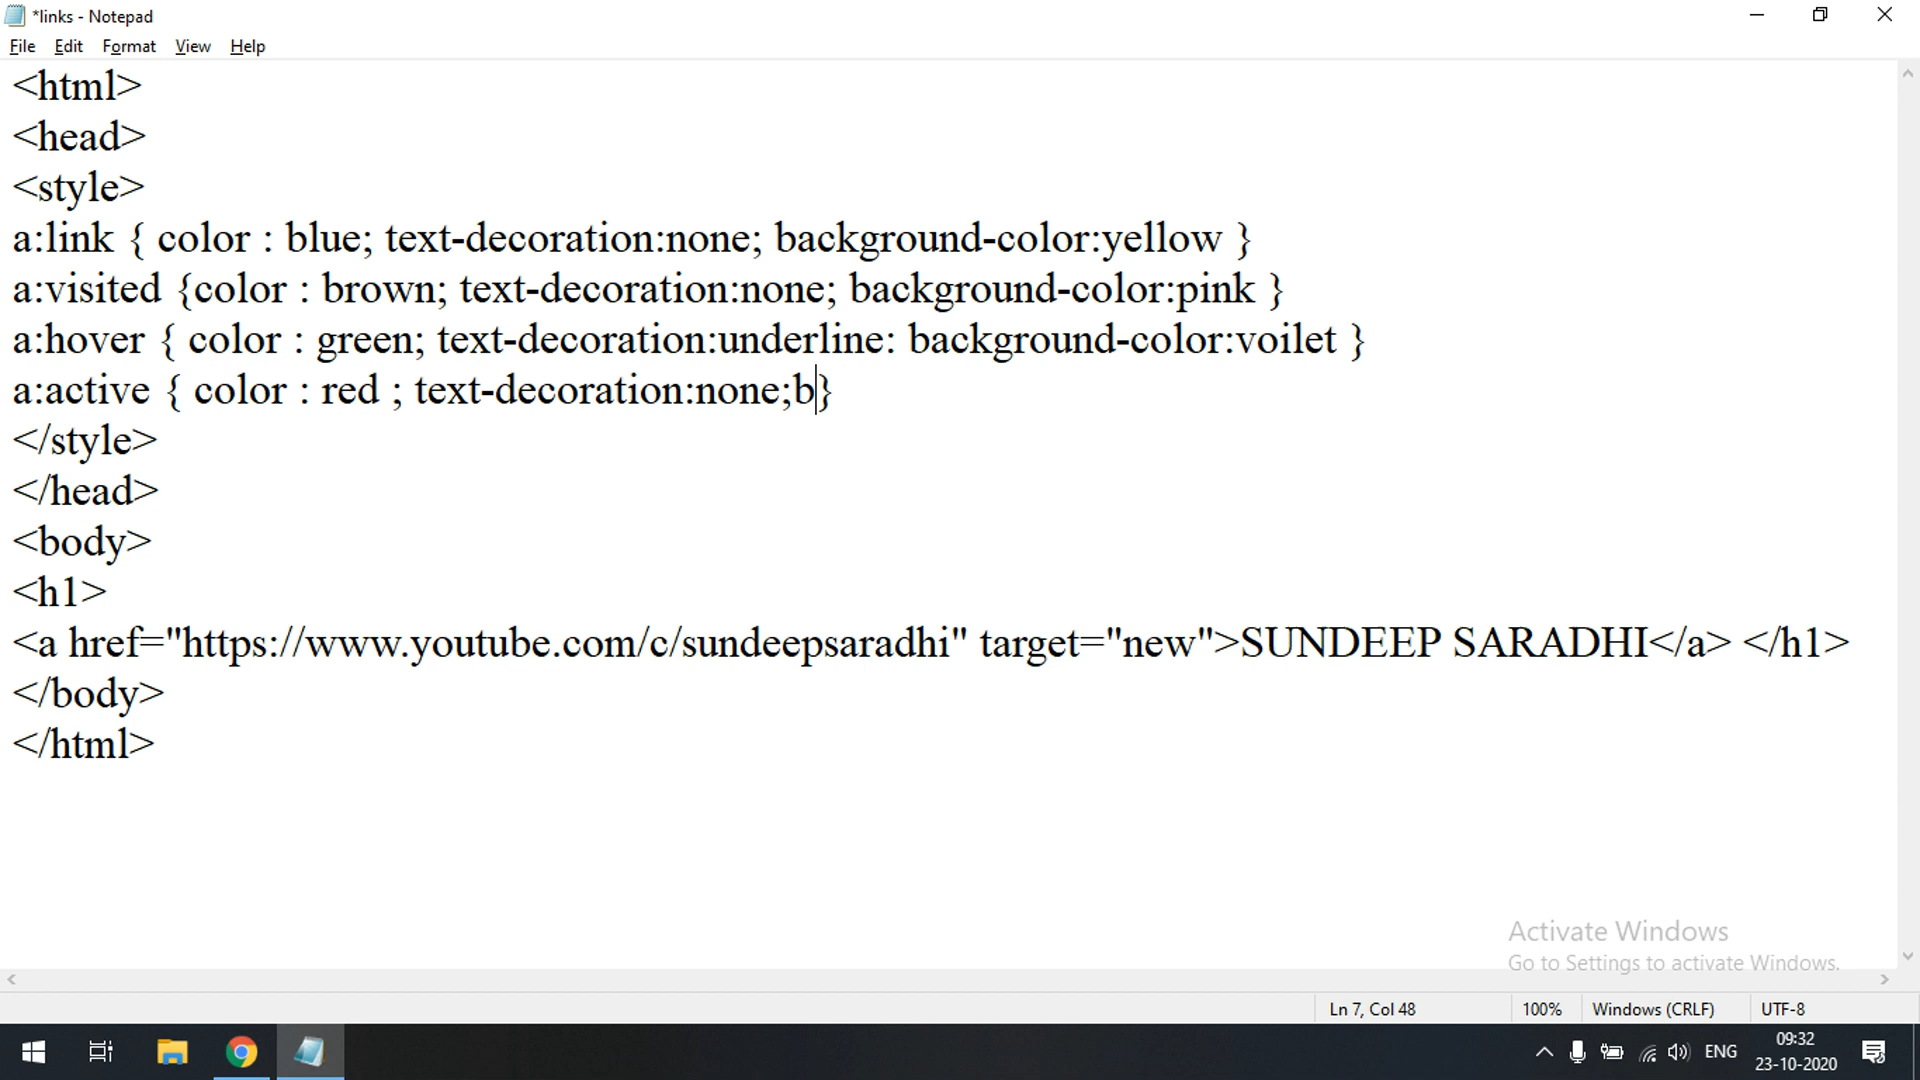 *links - Notepad
File Edit Format View Help
<html>
<head>
<style>
a:link { color : blue; text-decoration:none; background-color:yellow }
a:visited {color : brown; text-decoration:none; background-color:pink }
a:hover { color : green; text-decoration:underline: background-color:voilet }
a:active { color : red ; text-decoration:none;b}
</style>
</head>
<body>
<h1>
<a href="https://www.youtube.com/c/sundeepsaradhi" target="new">SUNDEEP SARADHI</a> </h1>
</body>
</html>
Activate Windows
Go to Settings to activate Windows.
Ln 7, Col 48 100% Windows (CRLF) UTF-8
ENG 09:32
23-10-2020